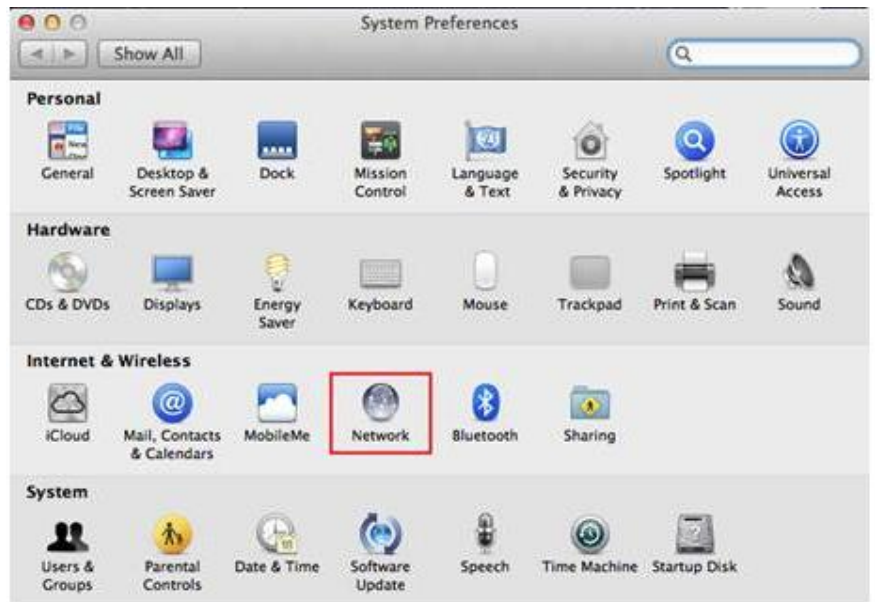 System Preferences
Show All
Personal
General
Desktop &
Screen Saver
Dock
Mission
Control
Language
& Text
Security
& Privacy
Spotlight
Universal
Access
Hardware
CDs & DVDs
Displays
Energy
Saver
Keyboard
Mouse
Trackpad
Print & Scan
Sound
Internet & Wireless
iCloud
Mail, Contacts
& Calendars
MobileMe
Network
Bluetooth
Sharing
System
Users &
Groups
Parental
Controls
Date & Time
Software
Update
Speech
Time Machine
Startup Disk